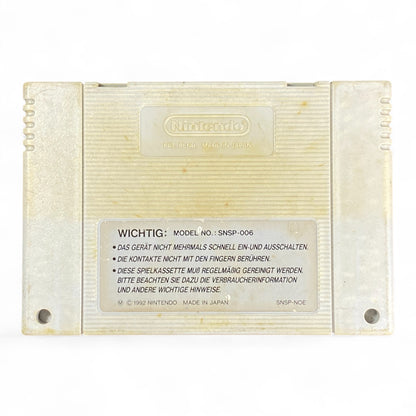 Nintendo
WICHTIG: MODEL NO.: SNSP-006
• DAS GERÄT NICHT MEHRMALS SCHNELL EIN-UND AUSSCHALTEN.
• DIE KONTAKTE NICHT MIT DEN FINGERN BERÜHREN.
• DIESE SPIELKASSETTE MUß REGELMÄßIG GEREINIGT WERDEN.
BITTE BEACHTEN SIE DAZU DIE VERBRAUCHERINFORMATION
UND ANDERE WICHTIGE HINWEISE.
Ⓜ © 1992 NINTENDO MADE IN JAPAN SNSP-NOE